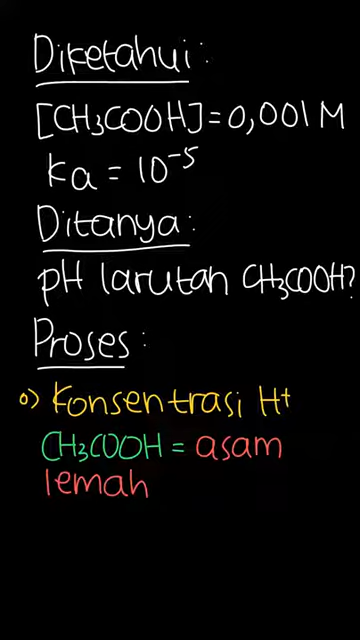 Diketahui:
[CH₃COOH] = 0,001 M
Ka = 10⁻⁵
Ditanya:
pH larutan CH₃COOH?
Proses:
o) Konsentrasi H⁺
CH₃COOH = asam
lemah